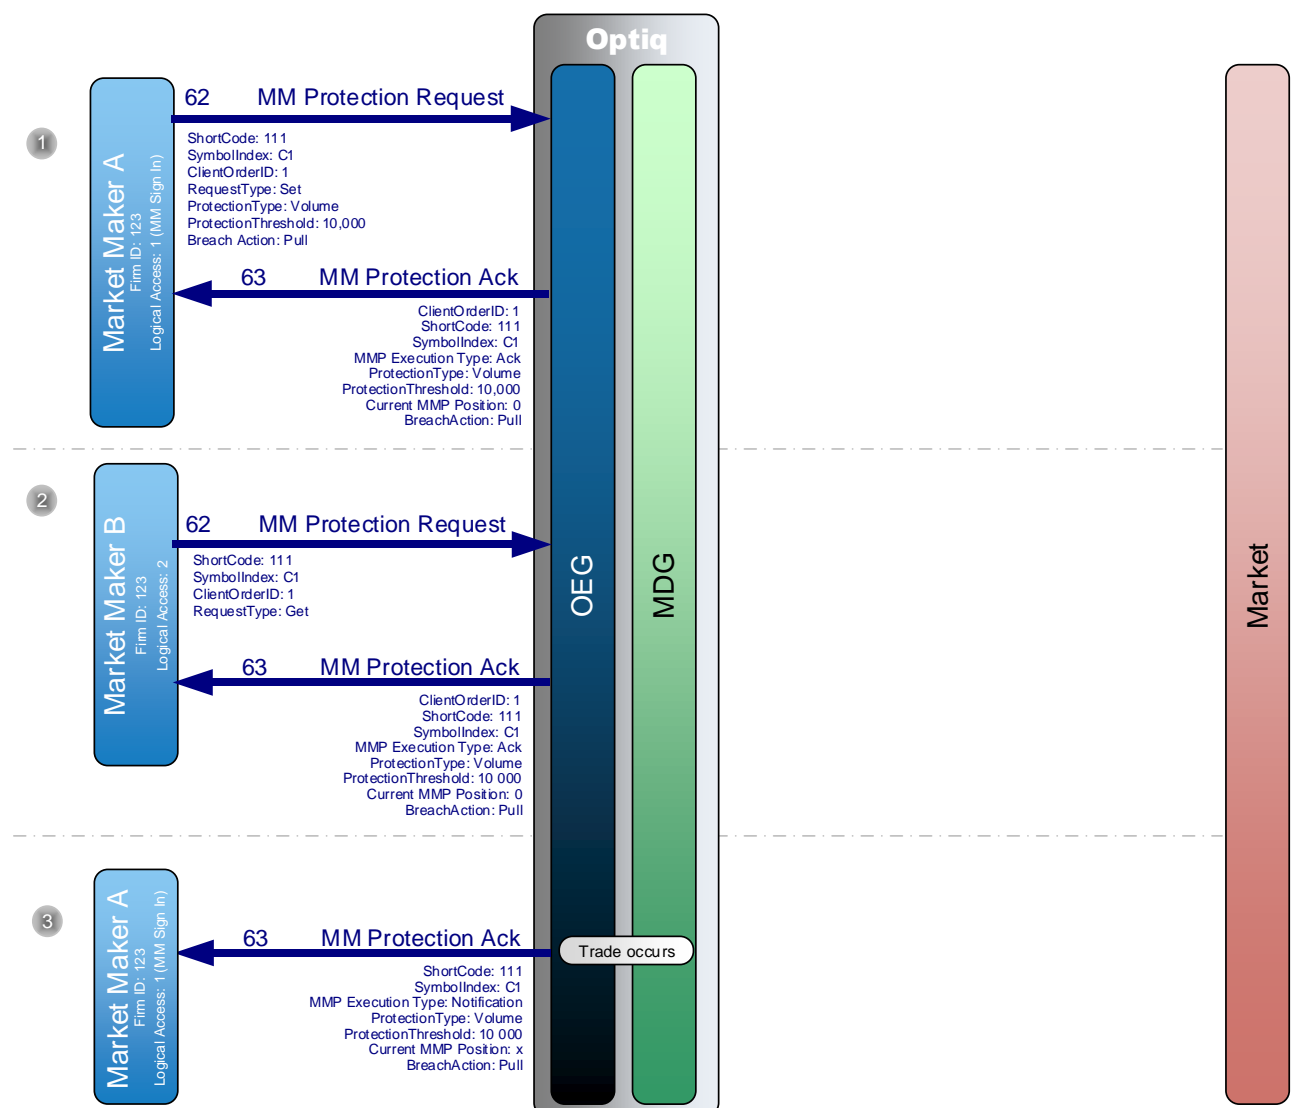 Optiq
1
Market Maker A
Firm ID: 123
Logical Access: 1 (MM Sign In)
62 MM Protection Request
ShortCode: 111
SymbolIndex: C1
ClientOrderID: 1
RequestType: Set
ProtectionType: Volume
ProtectionThreshold: 10,000
Breach Action: Pull
63 MM Protection Ack
ClientOrderID: 1
ShortCode: 111
SymbolIndex: C1
MMP Execution Type: Ack
ProtectionType: Volume
ProtectionThreshold: 10,000
Current MMP Position: 0
BreachAction: Pull
2
Market Maker B
Firm ID: 123
Logical Access: 2
62 MM Protection Request
ShortCode: 111
SymbolIndex: C1
ClientOrderID: 1
RequestType: Get
OEG
MDG
Market
63 MM Protection Ack
ClientOrderID: 1
ShortCode: 111
SymbolIndex: C1
MMP Execution Type: Ack
ProtectionType: Volume
ProtectionThreshold: 10 000
Current MMP Position: 0
BreachAction: Pull
3
Market Maker A
Firm ID: 123
Logical Access: 1 (MM Sign In)
63 MM Protection Ack
Trade occurs
ShortCode: 111
SymbolIndex: C1
MMP Execution Type: Notification
ProtectionType: Volume
ProtectionThreshold: 10 000
Current MMP Position: x
BreachAction: Pull